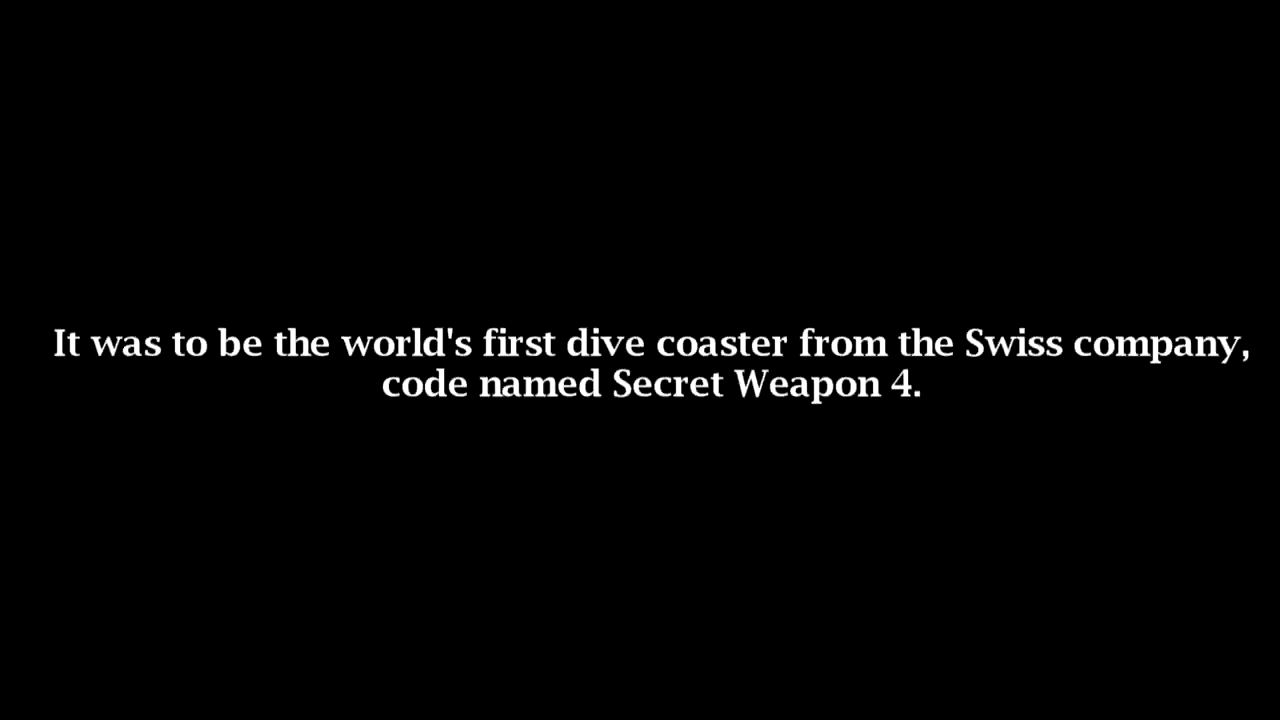 It was to be the world's first dive coaster from the Swiss company,
code named Secret Weapon 4.